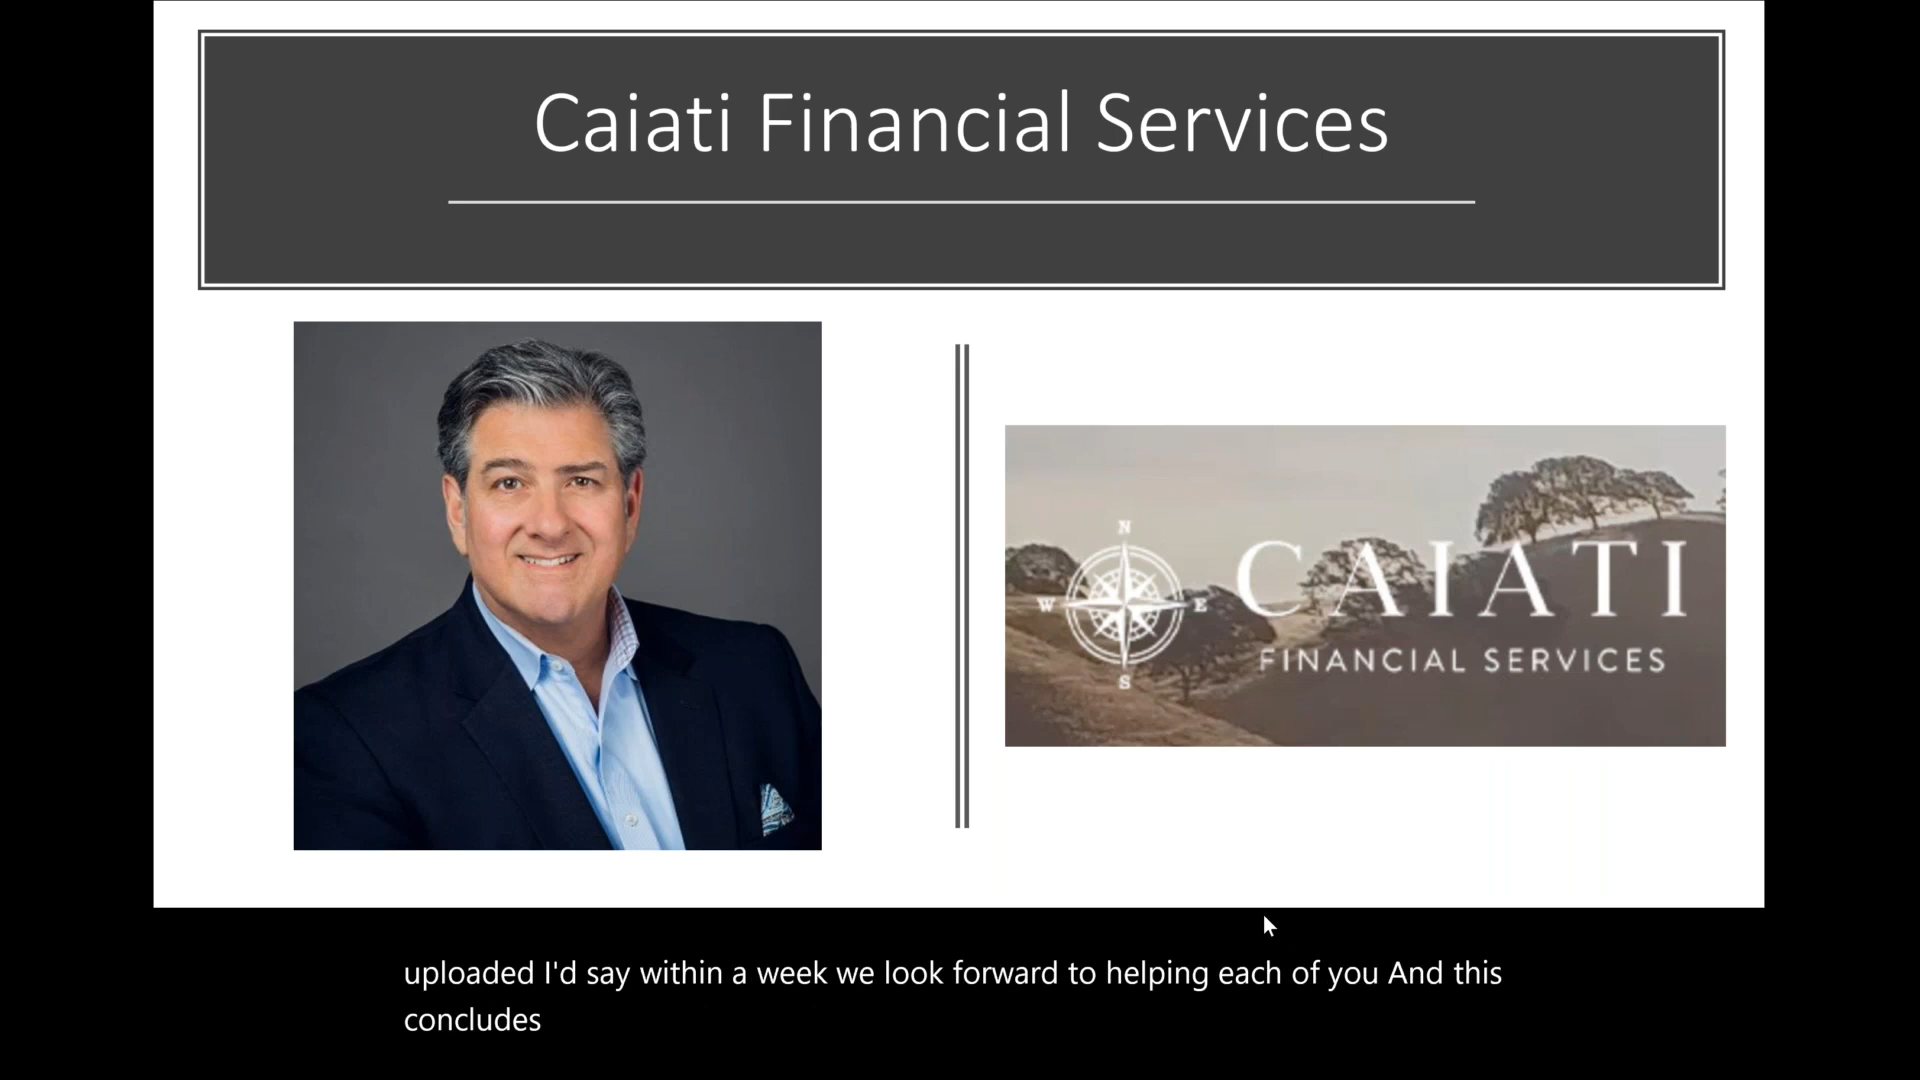 Caiati Financial Services
N
W
E
S
CAIATI
FINANCIAL SERVICES
uploaded I'd say within a week we look forward to helping each of you And this
concludes